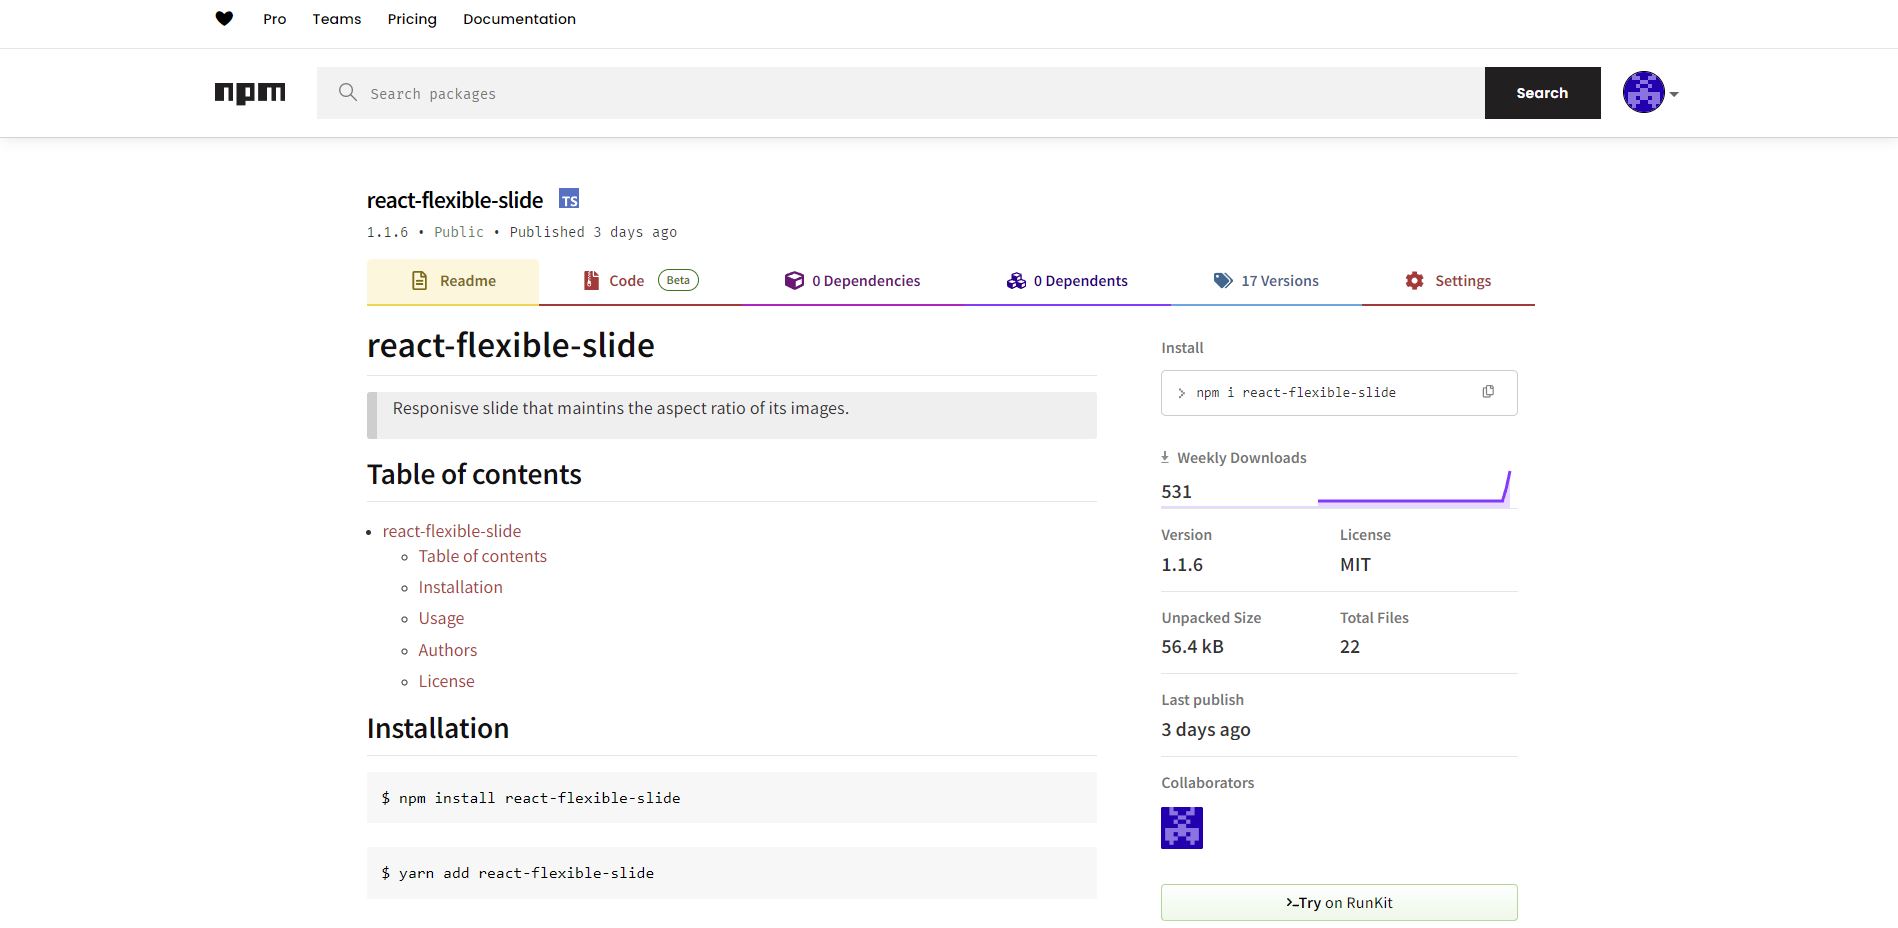 Pro Teams Pricing Documentation
npm
Search packages
Search
react-flexible-slide TS
1.1.6 • Public • Published 3 days ago
Readme
Code Beta
0 Dependencies
0 Dependents
17 Versions
Settings
react-flexible-slide
Responisve slide that maintins the aspect ratio of its images.
Table of contents
react-flexible-slide
Table of contents
Installation
Usage
Authors
License
Installation
$ npm install react-flexible-slide
$ yarn add react-flexible-slide
Install
> npm i react-flexible-slide
Weekly Downloads
531
Version License
1.1.6 MIT
Unpacked Size Total Files
56.4 kB 22
Last publish
3 days ago
Collaborators
>_Try on RunKit